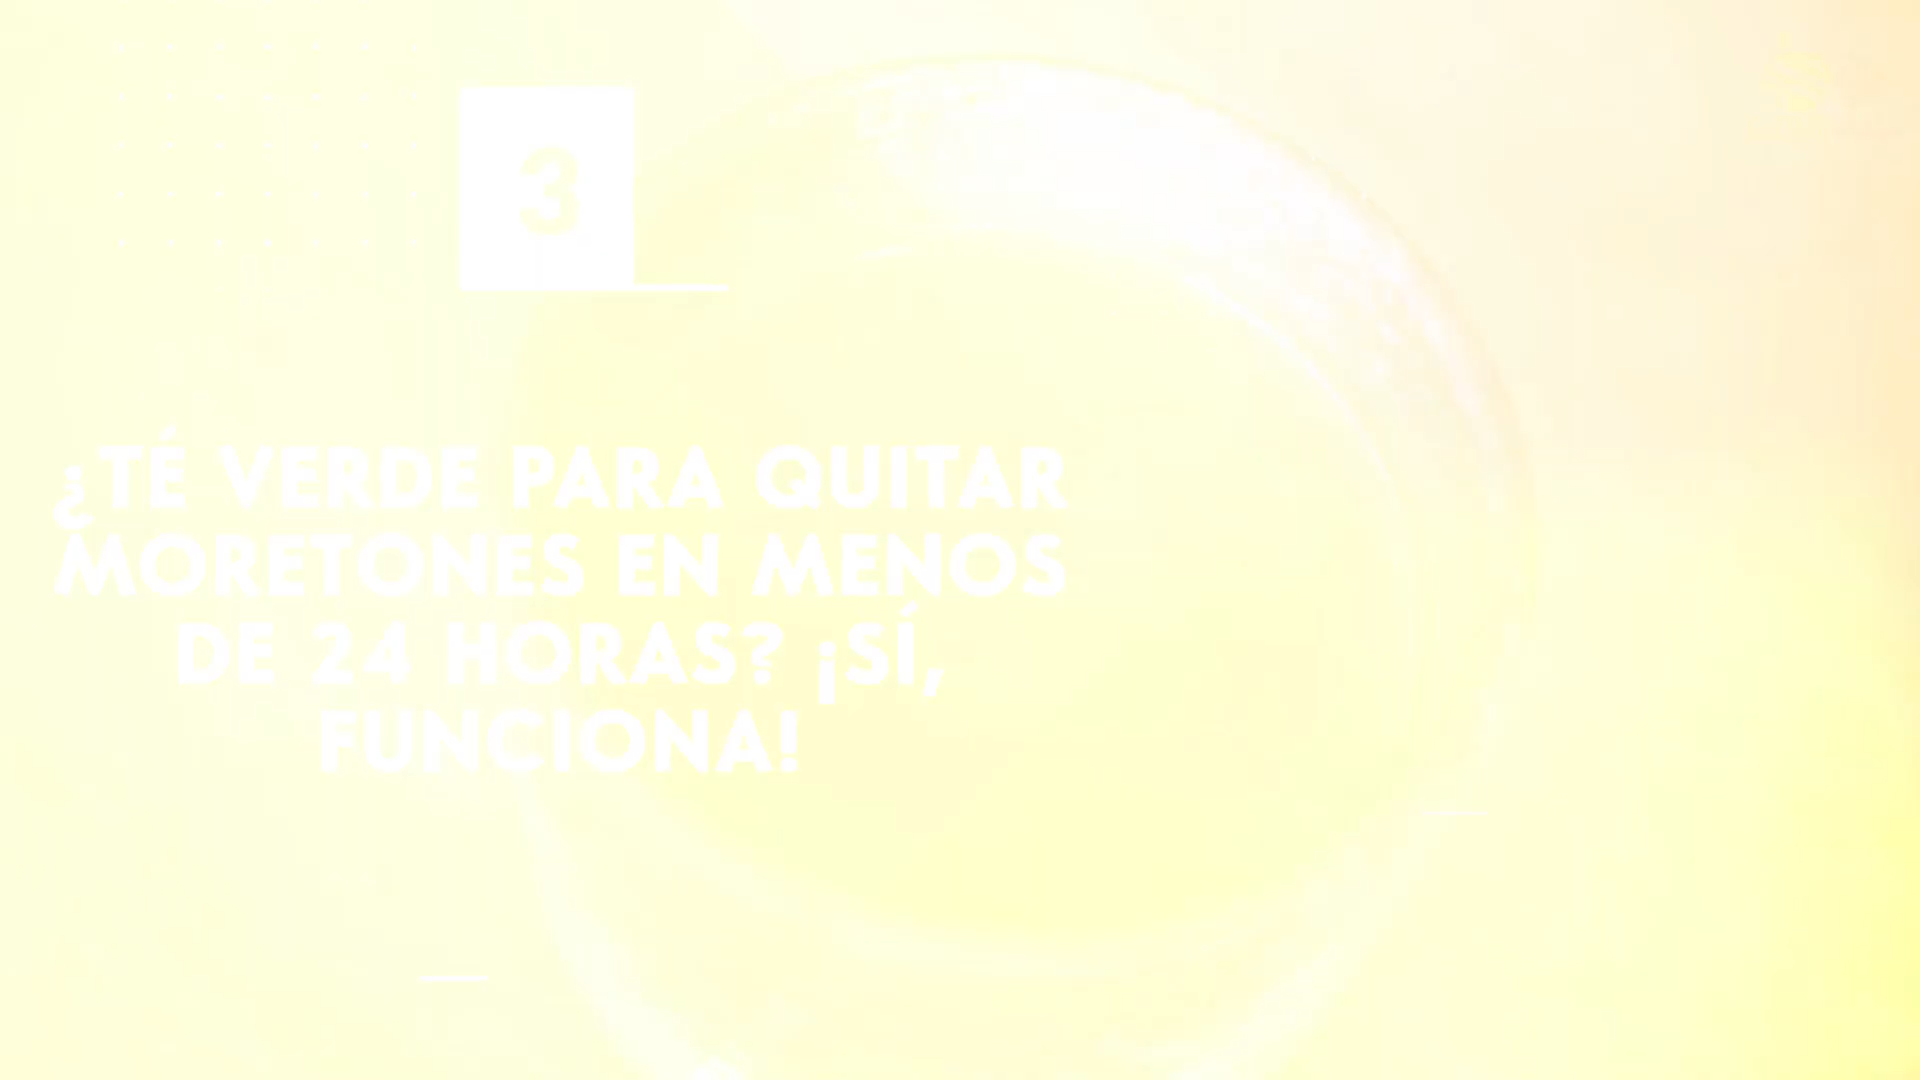 3
¿TÉ VERDE PARA QUITAR
MORETONES EN MENOS
DE 24 HORAS? ¡SÍ,
FUNCIONA!